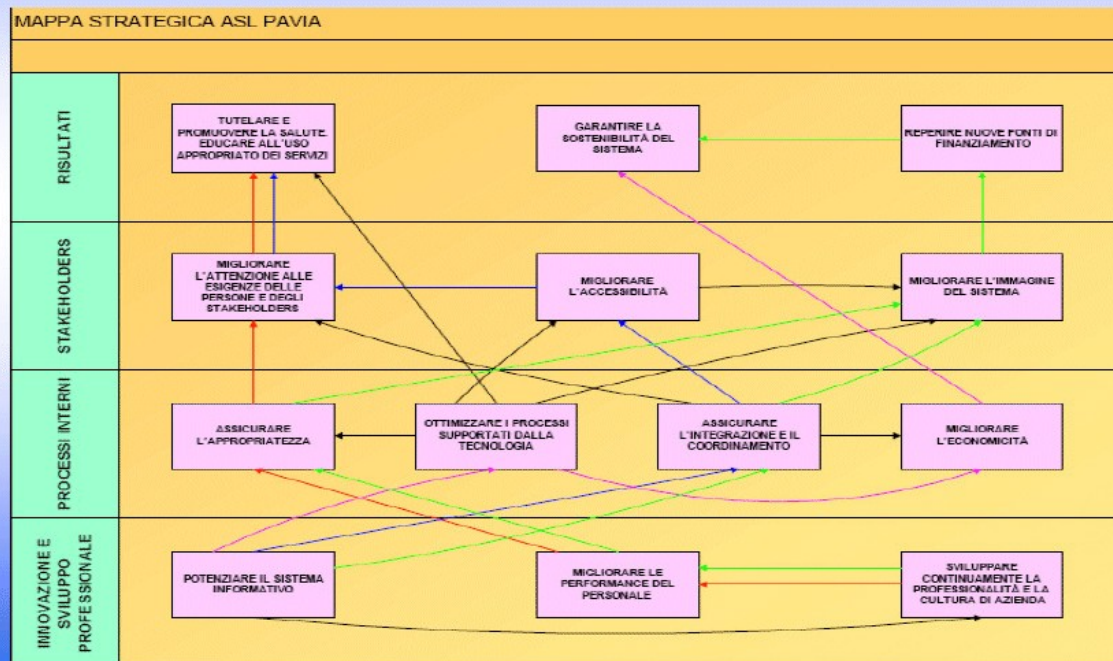 MAPPA STRATEGICA ASL PAVIA
RISULTATI
TUTELARE E
PROMUOVERE LA SALUTE.
EDUCARE ALL'USO
APPROPRIATO DEI SERVIZI
GARANTIRE LA
SOSTENIBILITÀ DEL
SISTEMA
REPERIRE NUOVE FONTI DI
FINANZIAMENTO
STAKEHOLDERS
MIGLIORARE
L'ATTENZIONE ALLE
ESIGENZE DELLE
PERSONE E DEGLI
STAKEHOLDERS
MIGLIORARE
L'ACCESSIBILITÀ
MIGLIORARE L'IMMAGINE
DEL SISTEMA
PROCESSI INTERNI
ASSICURARE
L'APPROPRIATEZZA
OTTIMIZZARE I PROCESSI
SUPPORTATI DALLA
TECNOLOGIA
ASSICURARE
L'INTEGRAZIONE E IL
COORDINAMENTO
MIGLIORARE
L'ECONOMICITÀ
INNOVAZIONE E
SVILUPPO
PROFESSIONALE
POTENZIARE IL SISTEMA
INFORMATIVO
MIGLIORARE LE
PERFORMANCE DEL
PERSONALE
SVILUPPARE
CONTINUAMENTE LA
PROFESSIONALITÀ E LA
CULTURA DI AZIENDA